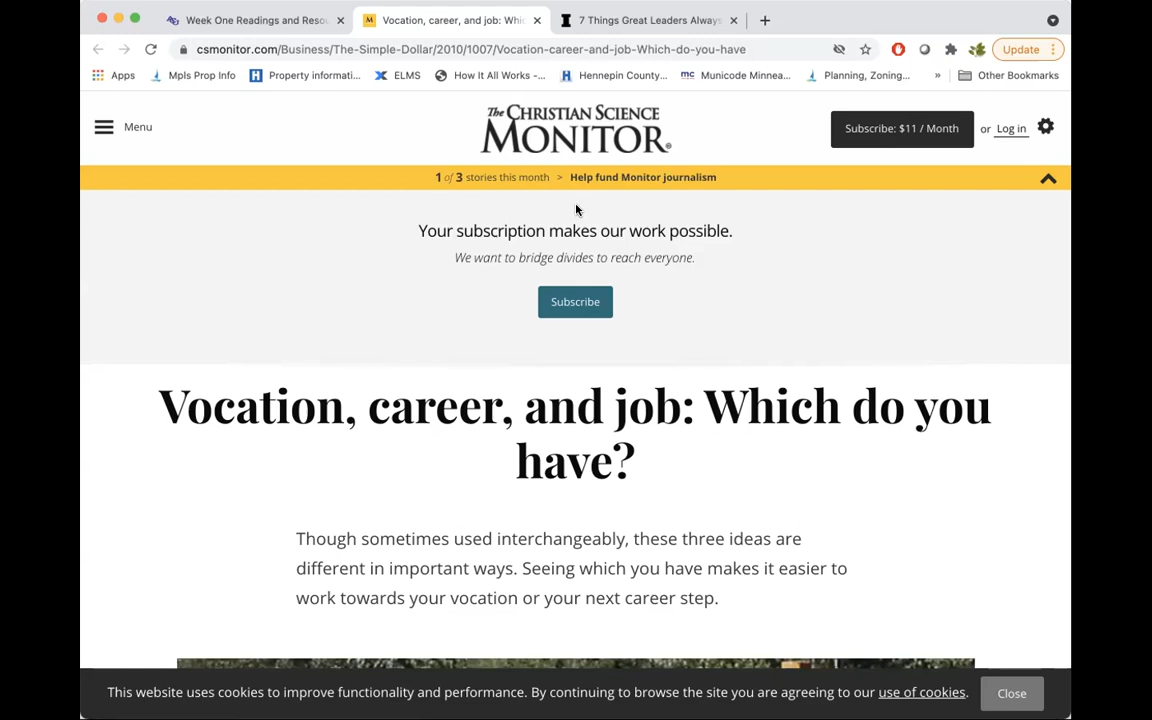 Week One Readings and Resou
Vocation, career, and job: Whic
7 Things Great Leaders Always
csmonitor.com/Business/The-Simple-Dollar/2010/1007/Vocation-career-and-job-Which-do-you-have
Update
Apps
Mpls Prop Info
Property informati...
ELMS
How It All Works -...
Hennepin County...
Municode Minnea...
Planning, Zoning...
»
Other Bookmarks
Menu
The CHRISTIAN SCIENCE
MONITOR
Subscribe: $11 / Month
or Log in
1 of 3 stories this month > Help fund Monitor journalism
Your subscription makes our work possible.
We want to bridge divides to reach everyone.
Subscribe
Vocation, career, and job: Which do you
have?
Though sometimes used interchangeably, these three ideas are
different in important ways. Seeing which you have makes it easier to
work towards your vocation or your next career step.
This website uses cookies to improve functionality and performance. By continuing to browse the site you are agreeing to our use of cookies.
Close